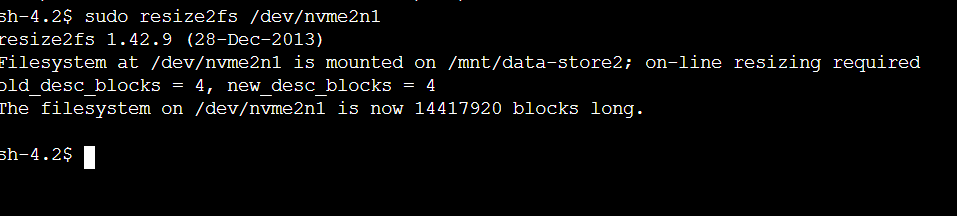 sh-4.2$ sudo resize2fs /dev/nvme2n1
resize2fs 1.42.9 (28-Dec-2013)
Filesystem at /dev/nvme2n1 is mounted on /mnt/data-store2; on-line resizing required
old_desc_blocks = 4, new_desc_blocks = 4
The filesystem on /dev/nvme2n1 is now 14417920 blocks long.
sh-4.2$